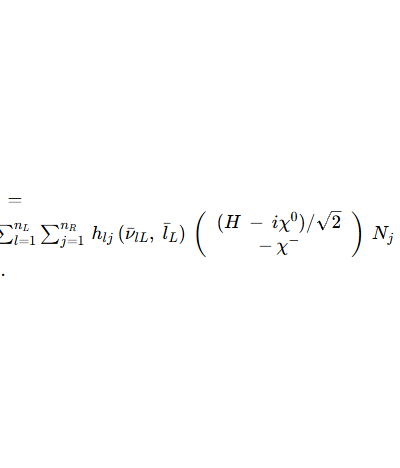 =
∑_{l=1}^{n_L} ∑_{j=1}^{n_R} h_{lj} (ν̄_{lL}, l̄_L) ( (H − iχ^0)/√2
− χ^− ) N_j
.